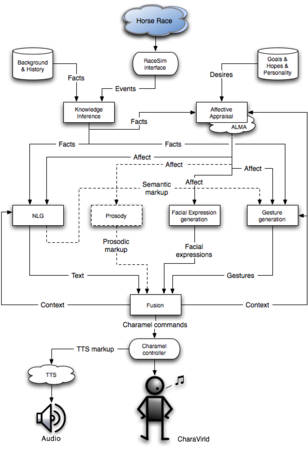 Horse Race
Background
& History
RaceSim
interface
Goals &
Hopes &
Personality
Facts
Events
Desires
Knowledge
Inference
Facts
Affective
Appraisal
ALMA
Facts
Facts
Affect
Affect
Affect
Semantic
markup
Affect
NLG
Prosody
Facial Expression
generation
Gesture
generation
Prosodic
markup
Facial
expressions
Text
Gestures
Context
Fusion
Context
Charamel commands
TTS markup
Charamel
controller
TTS
Audio
CharaVirld